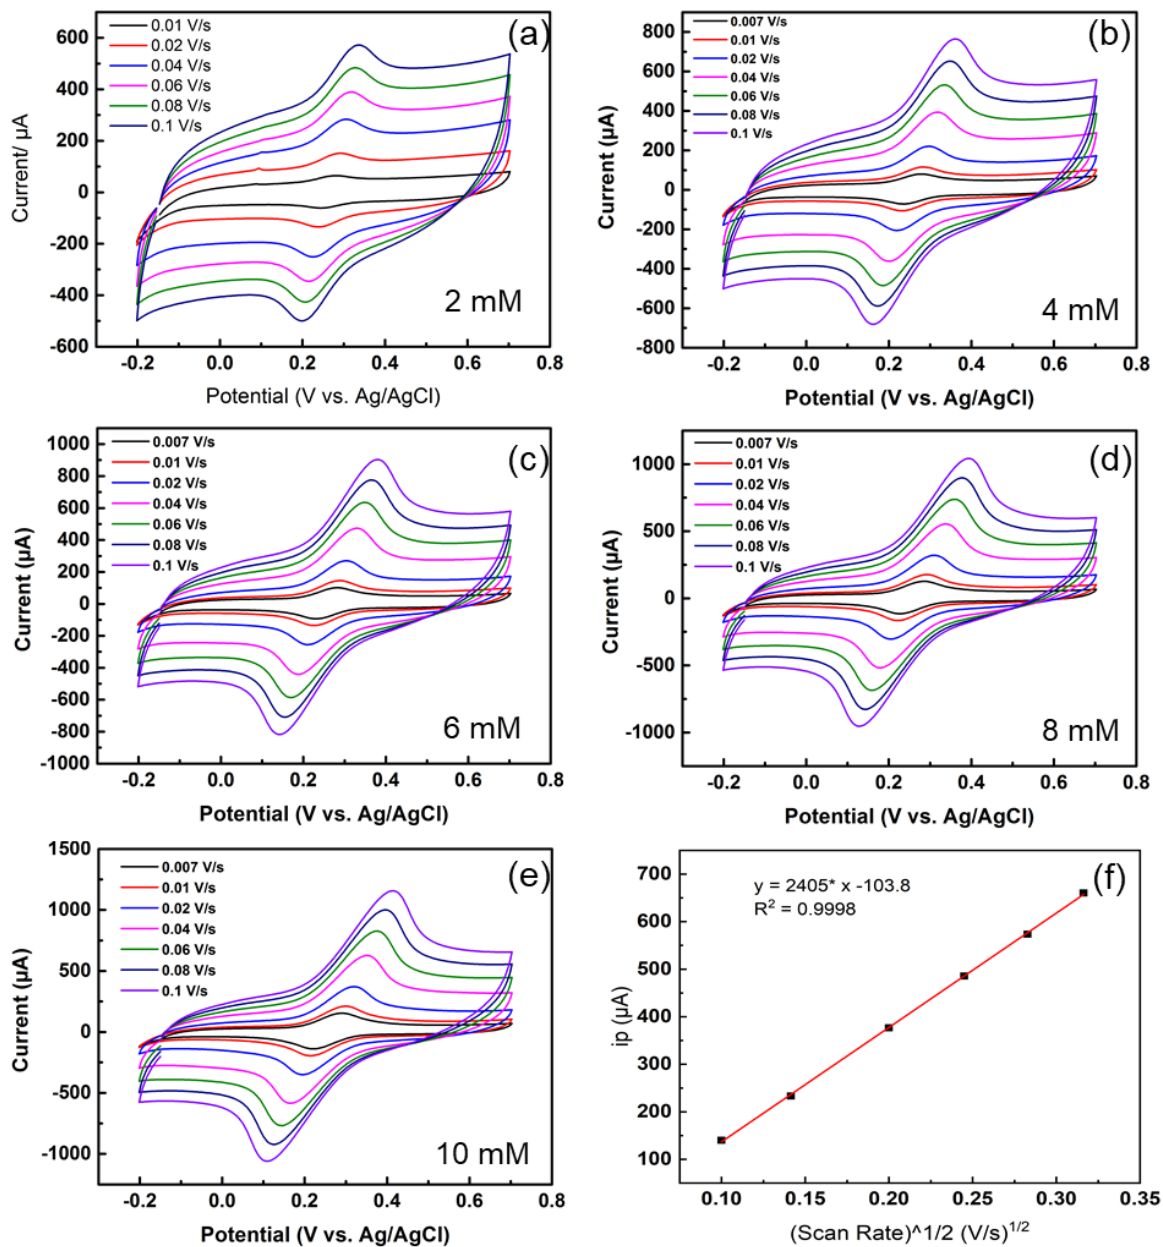 (a)
0.01 V/s
0.02 V/s
0.04 V/s
0.06 V/s
0.08 V/s
0.1 V/s
600
400
200
0
-200
-400
-600
Current/ µA
2 mM
-0.2 0.0 0.2 0.4 0.6 0.8
Potential (V vs. Ag/AgCl)
(b)
0.007 V/s
0.01 V/s
0.02 V/s
0.04 V/s
0.06 V/s
0.08 V/s
0.1 V/s
800
600
400
200
0
-200
-400
-600
-800
Current (µA)
4 mM
-0.2 0.0 0.2 0.4 0.6 0.8
Potential (V vs. Ag/AgCl)
(c)
0.007 V/s
0.01 V/s
0.02 V/s
0.04 V/s
0.06 V/s
0.08 V/s
0.1 V/s
1000
800
600
400
200
0
-200
-400
-600
-800
-1000
Current (µA)
6 mM
-0.2 0.0 0.2 0.4 0.6 0.8
Potential (V vs. Ag/AgCl)
(d)
0.007 V/s
0.01 V/s
0.02 V/s
0.04 V/s
0.06 V/s
0.08 V/s
0.1 V/s
1000
500
0
-500
-1000
Current (µA)
8 mM
-0.2 0.0 0.2 0.4 0.6 0.8
Potential (V vs. Ag/AgCl)
(e)
0.007 V/s
0.01 V/s
0.02 V/s
0.04 V/s
0.06 V/s
0.08 V/s
0.1 V/s
1500
1000
500
0
-500
-1000
Current (µA)
10 mM
-0.2 0.0 0.2 0.4 0.6 0.8
Potential (V vs. Ag/AgCl)
(f)
y = 2405* x -103.8
R² = 0.9998
700
600
500
400
300
200
100
ip (µA)
0.10 0.15 0.20 0.25 0.30 0.35
(Scan Rate)^1/2 (V/s)^1/2